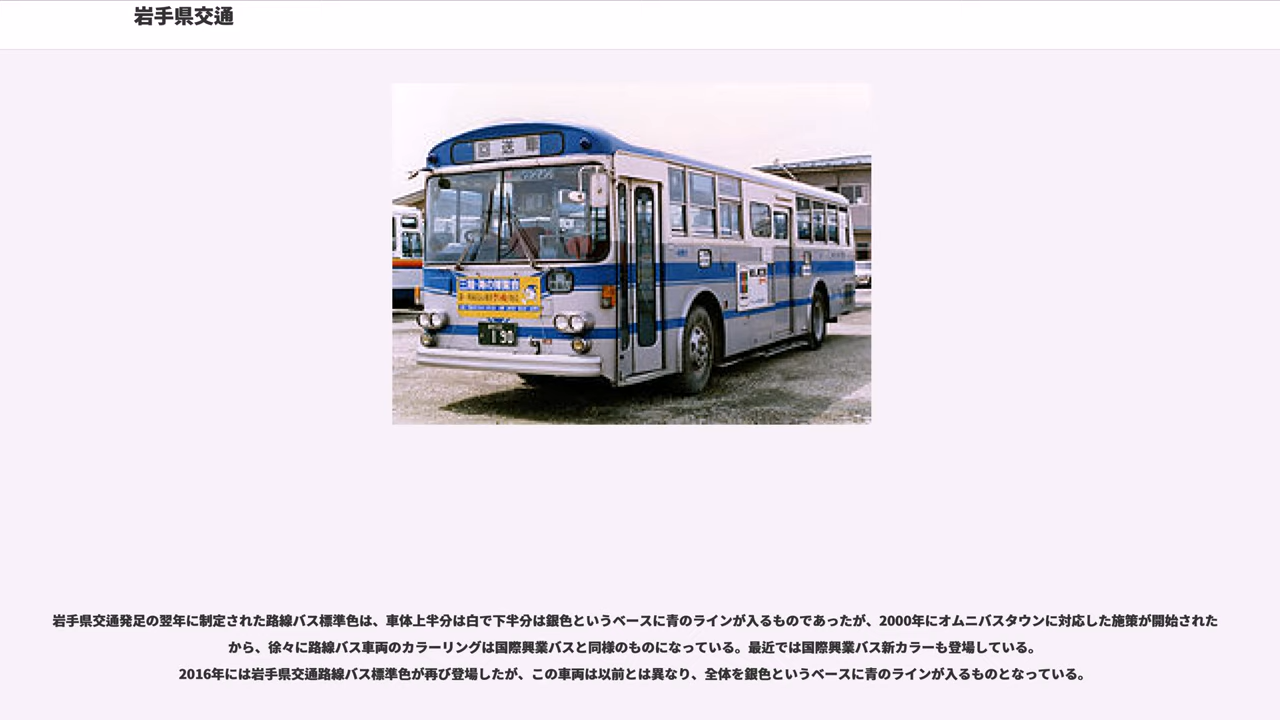 岩手県交通
回送車
190
岩手県交通発足の翌年に制定された路線バス標準色は、車体上半分は白で下半分は銀色というベースに青のラインが入るものであったが、2000年にオムニバスタウンに対応した施策が開始された
から、徐々に路線バス車両のカラーリングは国際興業バスと同様のものになっている。最近では国際興業バス新カラーも登場している。
2016年には岩手県交通路線バス標準色が再び登場したが、この車両は以前とは異なり、全体を銀色というベースに青のラインが入るものとなっている。